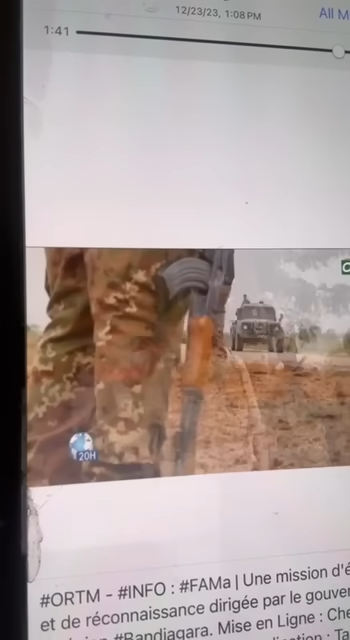 12/23/23, 1:08 PM
All M
1:41
20H
#ORTM - #INFO : #FAMa | Une mission d'é
et de réconnaissance dirigée par le gouver
#Bandiagara. Mise en Ligne : Che